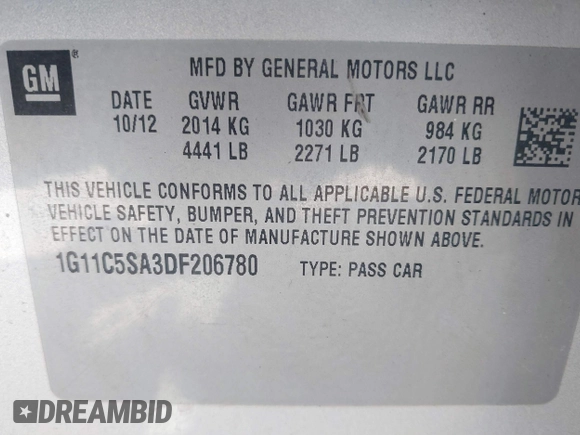 GM ® MFD BY GENERAL MOTORS LLC
DATE GVWR GAWR FRT GAWR RR
10/12 2014 KG 1030 KG 984 KG
4441 LB 2271 LB 2170 LB
THIS VEHICLE CONFORMS TO ALL APPLICABLE U.S. FEDERAL MOTOR
VEHICLE SAFETY, BUMPER, AND THEFT PREVENTION STANDARDS IN
EFFECT ON THE DATE OF MANUFACTURE SHOWN ABOVE.
1G11C5SA3DF206780 TYPE: PASS CAR
DREAMBID